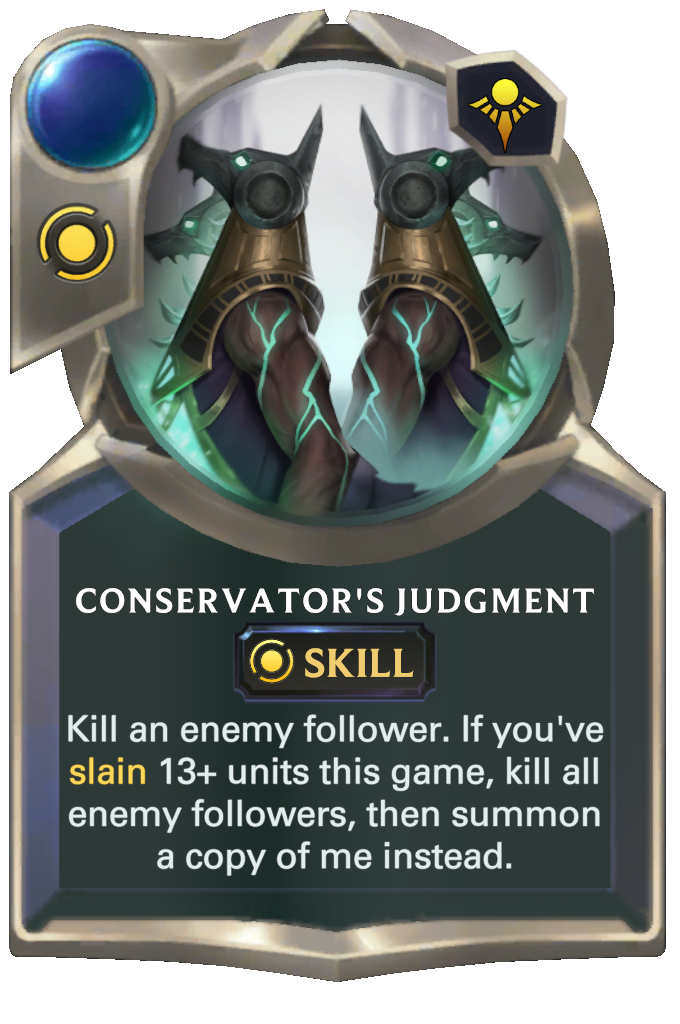 CONSERVATOR'S JUDGMENT
SKILL
Kill an enemy follower. If you've
slain 13+ units this game, kill all
enemy followers, then summon
a copy of me instead.